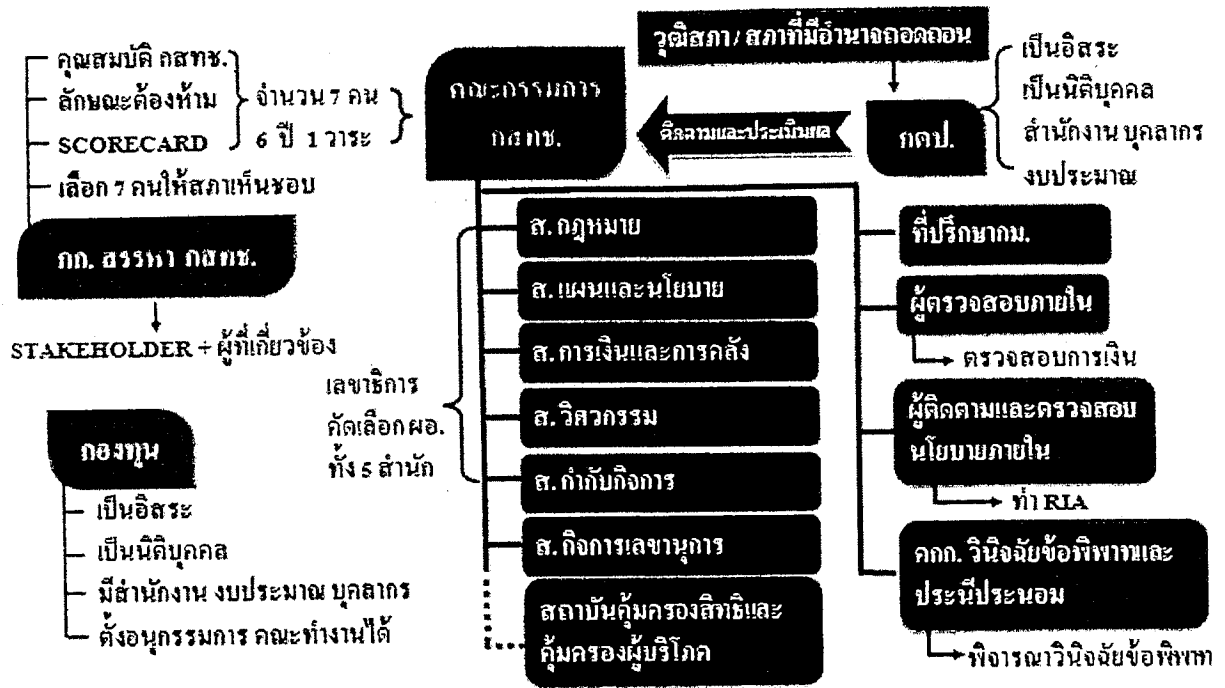 คุณสมบัติ กสทช.
ลักษณะต้องห้าม
SCORECARD
เลือก 7 คนให้สภาเห็นชอบ
จำนวน 7 คน
6 ปี 1 วาระ
กก. สรรหา กสทช.
STAKEHOLDER + ผู้ที่เกี่ยวข้อง
กองทุน
เป็นอิสระ
เป็นนิติบุคคล
มีสำนักงาน งบประมาณ บุคลากร
ตั้งอนุกรรมการ คณะทำงานได้
คณะกรรมการ
กสทช.
วุฒิสภา/ สภาที่มีอำนาจถอดถอน
ติดตามและประเมินผล
กตป.
เป็นอิสระ
เป็นนิติบุคคล
สำนักงาน บุคลากร
งบประมาณ
เลขาธิการ
คัดเลือก ผอ.
ทั้ง 5 สำนัก
ส. กฎหมาย
ส. แผนและนโยบาย
ส. การเงินและการคลัง
ส. วิศวกรรม
ส. กำกับกิจการ
ส. กิจการเลขานุการ
สถาบันคุ้มครองสิทธิและ
คุ้มครองผู้บริโภค
ที่ปรึกษากม.
ผู้ตรวจสอบภายใน
ตรวจสอบการเงิน
ผู้ติดตามและตรวจสอบ
นโยบายภายใน
ทำ RIA
คกก. วินิจฉัยข้อพิพาทและ
ประนีประนอม
พิจารณาวินิจฉัยข้อพิพาท